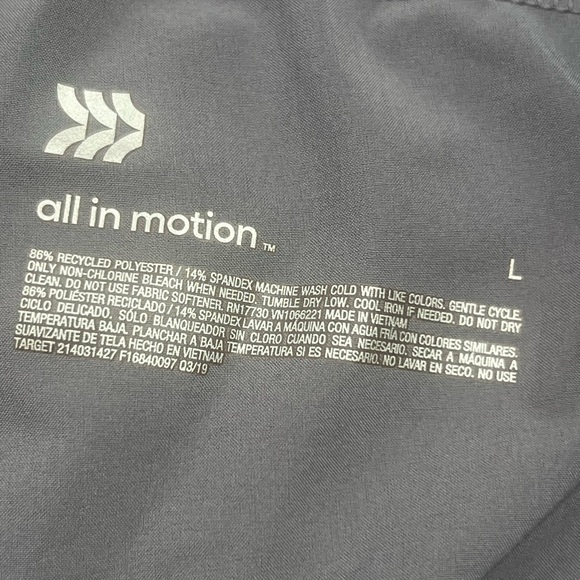 all in motion ™
L
86% RECYCLED POLYESTER / 14% SPANDEX MACHINE WASH COLD WITH LIKE COLORS. GENTLE CYCLE.
ONLY NON-CHLORINE BLEACH WHEN NEEDED. TUMBLE DRY LOW. COOL IRON IF NEEDED. DO NOT DRY
CLEAN. DO NOT USE FABRIC SOFTENER. RN17730 VN1066221 MADE IN VIETNAM
86% POLIÉSTER RECICLADO / 14% SPANDEX LAVAR A MÁQUINA CON AGUA FRÍA CON COLORES SIMILARES.
CICLO DELICADO. SÓLO BLANQUEADOR SIN CLORO CUANDO SEA NECESARIO. SECAR A MÁQUINA A
TEMPERATURA BAJA. PLANCHAR A BAJA TEMPERATURA SI ES NECESARIO. NO LAVAR EN SECO. NO USE
SUAVIZANTE DE TELA HECHO EN VIETNAM
TARGET 214031427 F16840097 03/19